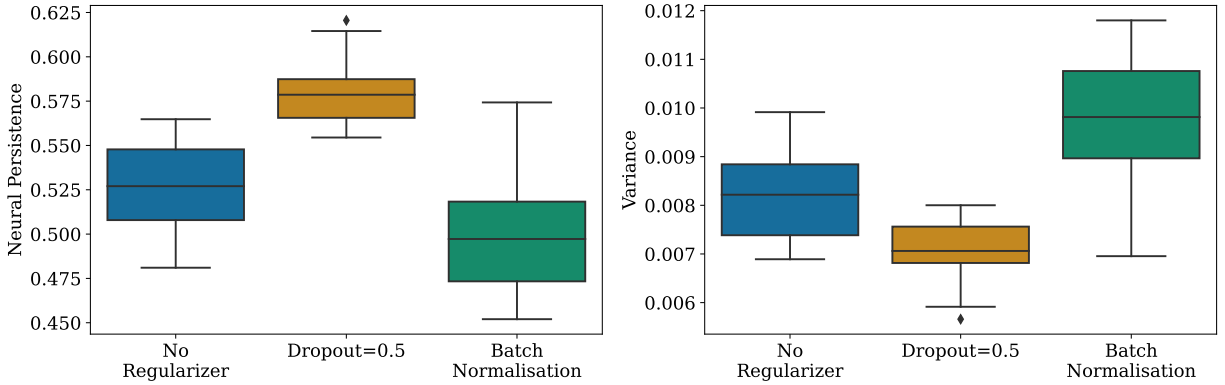 Neural Persistence
0.625
0.600
0.575
0.550
0.525
0.500
0.475
0.450
No
Regularizer
Dropout=0.5
Batch
Normalisation
Variance
0.012
0.011
0.010
0.009
0.008
0.007
0.006
No
Regularizer
Dropout=0.5
Batch
Normalisation